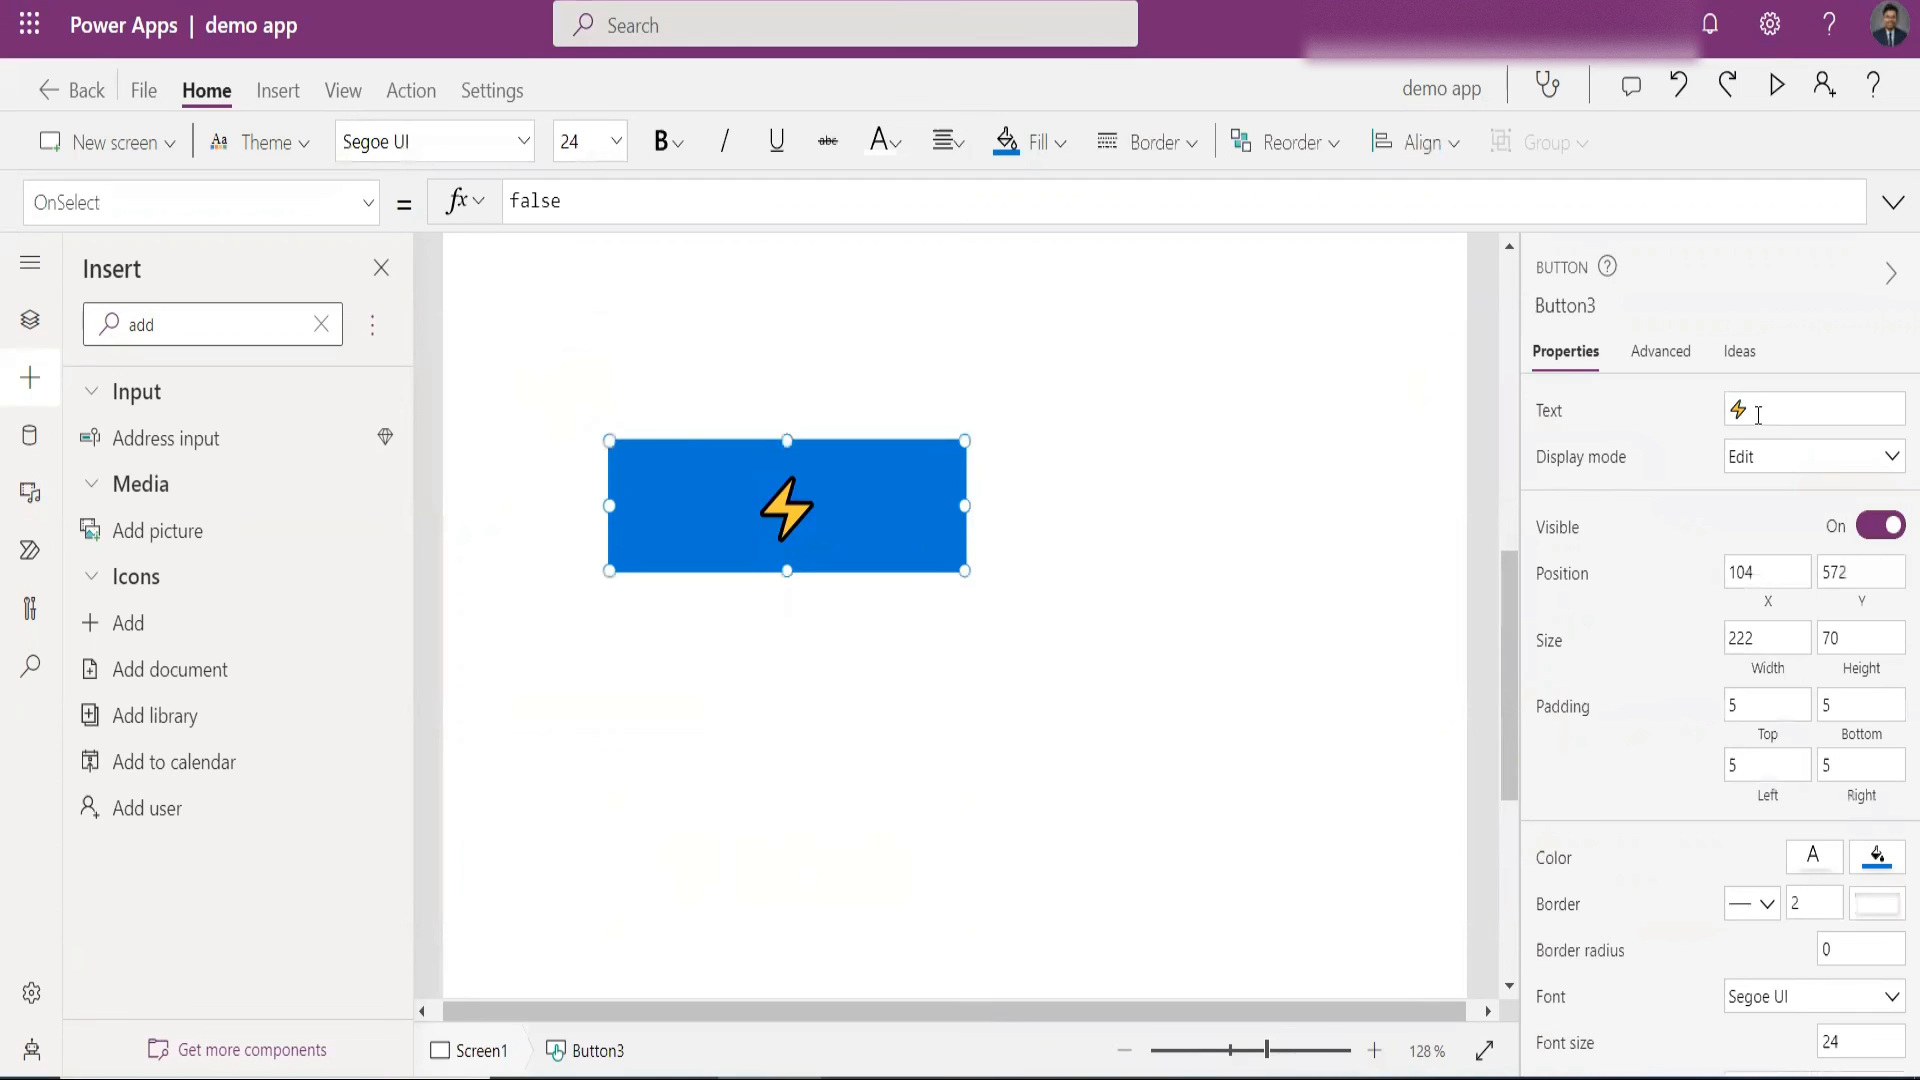 Power Apps | demo app
Search
Back File Home Insert View Action Settings
demo app
New screen Theme Segoe UI 24 B / U abc A Fill Border Reorder Align Group
OnSelect = fx false
Insert
add
Input
Address input
Media
Add picture
Icons
Add
Add document
Add library
Add to calendar
Add user
Get more components
Screen1 Button3
128 %
BUTTON
Button3
Properties Advanced Ideas
Text ⚡
Display mode Edit
Visible On
Position 104 572
X Y
Size 222 70
Width Height
Padding 5 5
Top Bottom
5 5
Left Right
Color A
Border 2
Border radius 0
Font Segoe UI
Font size 24